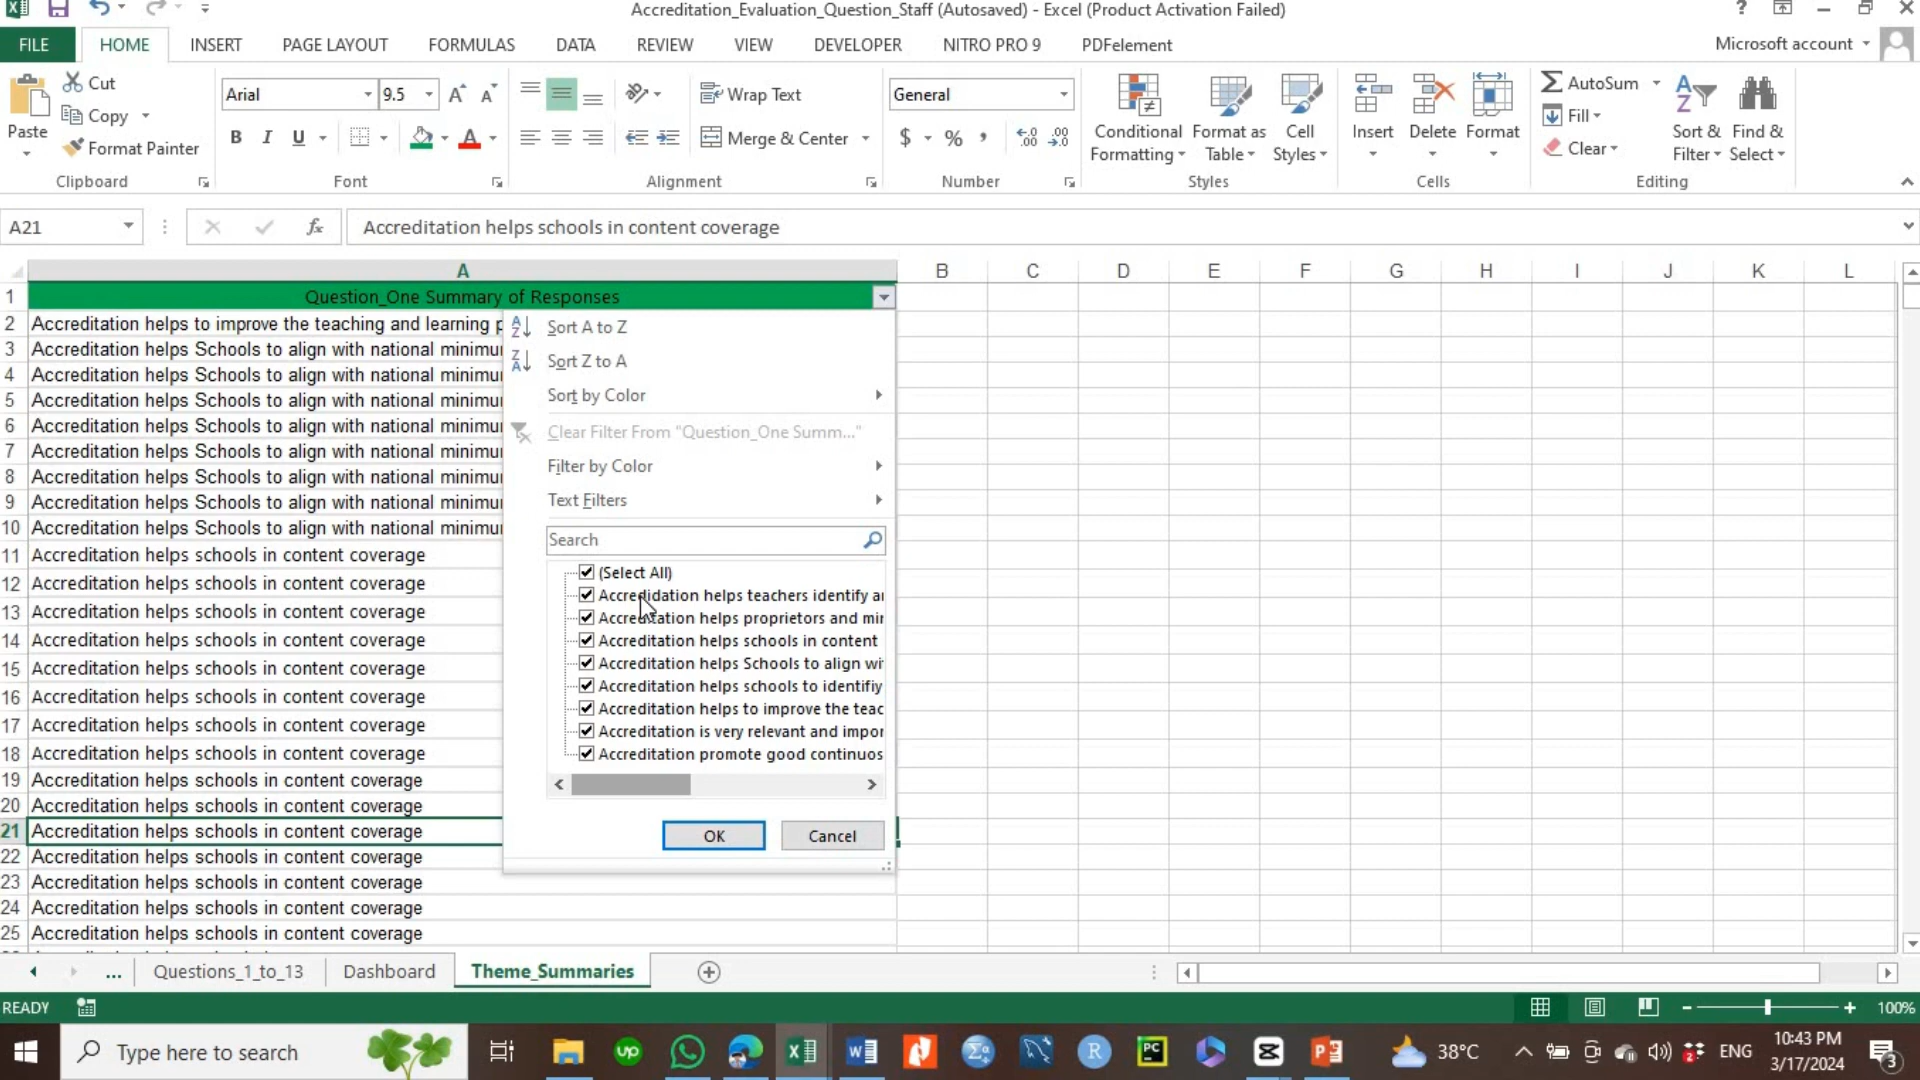 Accreditation_Evaluation_Question_Staff (Autosaved) - Excel (Product Activation Failed)
FILE HOME INSERT PAGE LAYOUT FORMULAS DATA REVIEW VIEW DEVELOPER NITRO PRO 9 PDFelement Microsoft account
Paste Cut Copy Format Painter
Arial 9.5
B I U
Wrap Text
Merge & Center
General
$ %
Conditional Formatting
Format as Table
Cell Styles
Insert Delete Format
AutoSum Fill Clear
Sort & Filter
Find & Select
Clipboard Font Alignment Number Styles Cells Editing
A21 fx Accreditation helps schools in content coverage
A B C D E F G H I J K L
1 Question_One Summary of Responses
2 Accreditation helps to improve the teaching and learning
3 Accreditation helps Schools to align with national
4 Accreditation helps Schools to align with national
5 Accreditation helps Schools to align with national
6 Accreditation helps Schools to align with national
7 Accreditation helps Schools to align with national
8 Accreditation helps Schools to align with national
9 Accreditation helps Schools to align with national
10 Accreditation helps Schools to align with national
11 Accreditation helps schools in content coverage
12 Accreditation helps schools in content coverage
13 Accreditation helps schools in content coverage
14 Accreditation helps schools in content coverage
15 Accreditation helps schools in content coverage
16 Accreditation helps schools in content coverage
17 Accreditation helps schools in content coverage
18 Accreditation helps schools in content coverage
19 Accreditation helps schools in content coverage
20 Accreditation helps schools in content coverage
21 Accreditation helps schools in content coverage
22 Accreditation helps schools in content coverage
23 Accreditation helps schools in content coverage
24 Accreditation helps schools in content coverage
25 Accreditation helps schools in content coverage
Sort A to Z
Sort Z to A
Sort by Color
Clear Filter From "Question_One Summ..."
Filter by Color
Text Filters
Search
(Select All)
Accredidation helps teachers identify
Accreditation helps proprietors and
Accreditation helps schools in content
Accreditation helps Schools to align
Accreditation helps schools to identifiy
Accreditation helps to improve the
Accreditation is very relevant and
Accreditation promote good continuos
OK Cancel
... Questions_1_to_13 Dashboard Theme_Summaries
READY 100%
Type here to search
38°C ENG
10:43 PM
3/17/2024
3